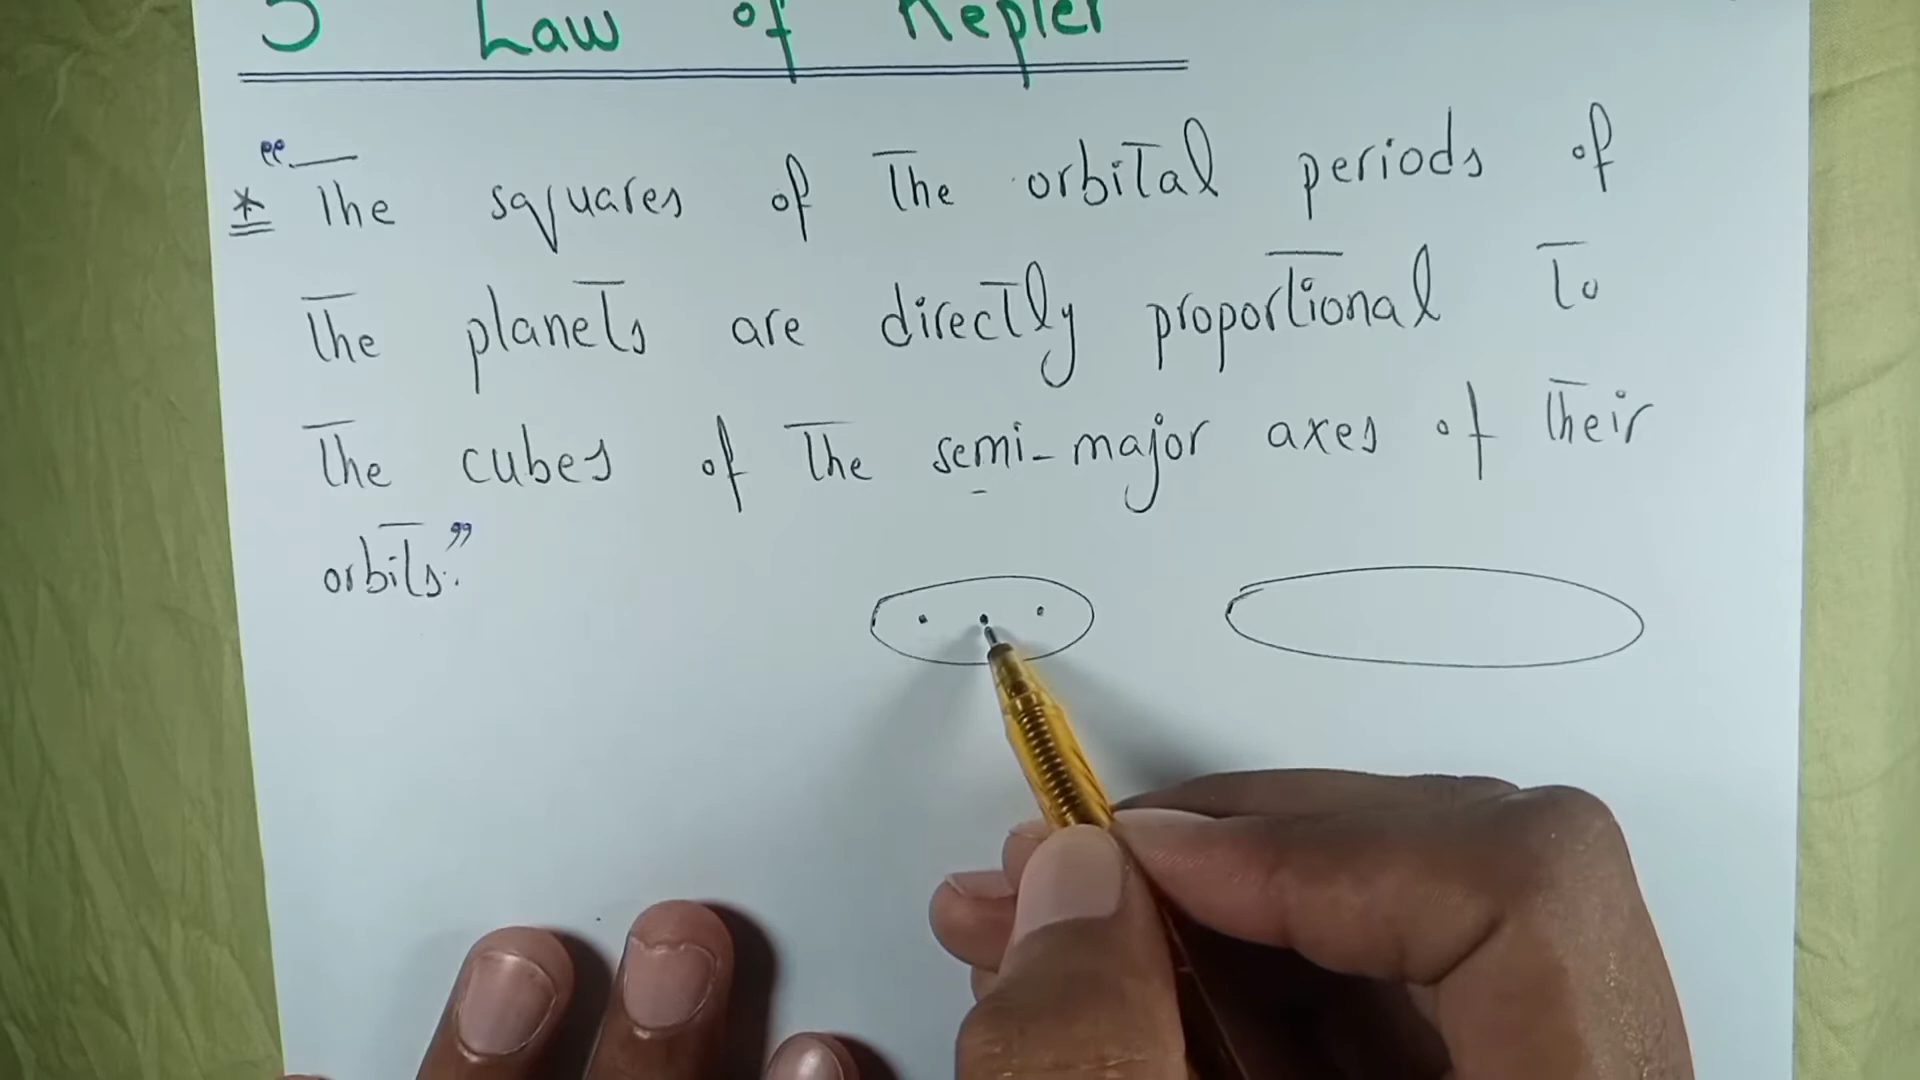 3 Law of Kepler
* "The squares of the orbital periods of
the planets are directly proportional to
the cubes of the semi-major axes of their
orbits."